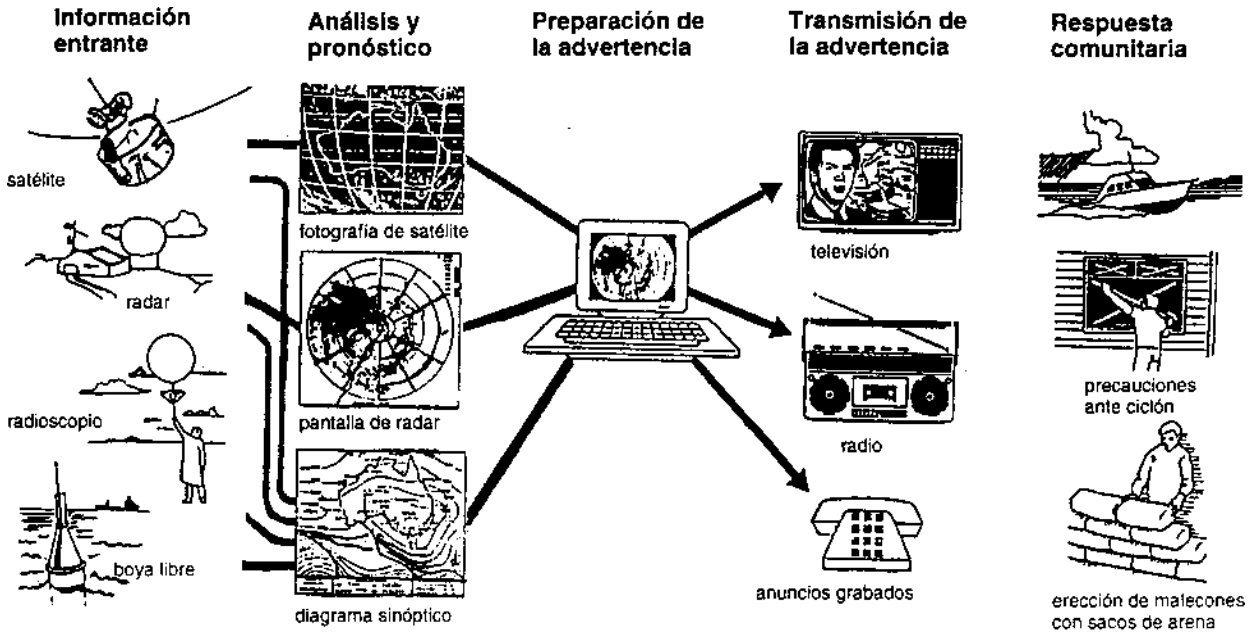 Información
entrante
Análisis y
pronóstico
Preparación de
la advertencia
Transmisión de
la advertencia
Respuesta
comunitaria
satélite
radar
radioscopio
boya libre
fotografía de satélite
pantalla de radar
diagrama sinóptico
televisión
radio
anuncios grabados
precauciones
ante ciclón
erección de malecones
con sacos de arena